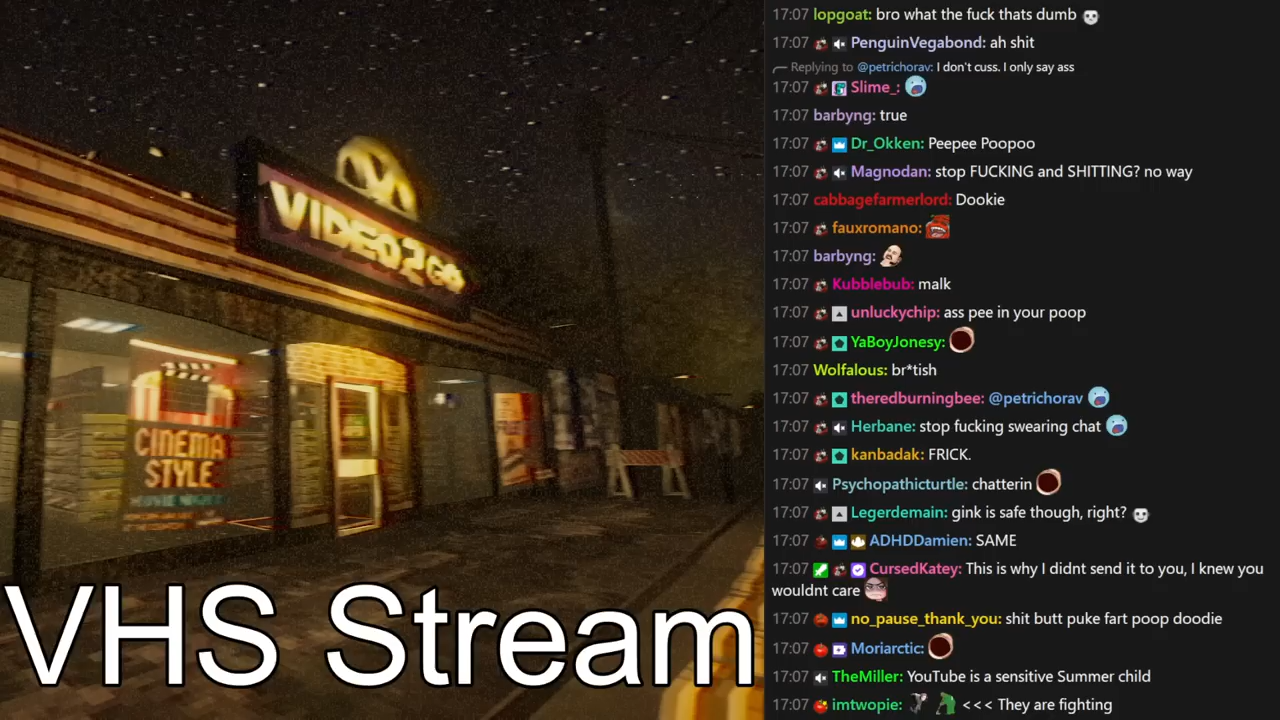 VIDEO2GO
CINEMA
STYLE
VHS Stream
17:07 lopgoat: bro what the fuck thats dumb
17:07 PenguinVegabond: ah shit
Replying to @petrichorav: I don't cuss. I only say ass
17:07 Slime_:
17:07 barbyng: true
17:07 Dr_Okken: Peepee Poopoo
17:07 Magnodan: stop FUCKING and SHITTING? no way
17:07 cabbagefarmerlord: Dookie
17:07 fauxromano:
17:07 barbyng:
17:07 Kubblebub: malk
17:07 unluckychip: ass pee in your poop
17:07 YaBoyJonesy:
17:07 Wolfalous: br*tish
17:07 theredburningbee: @petrichorav
17:07 Herbane: stop fucking swearing chat
17:07 kanbadak: FRICK.
17:07 Psychopathicturtle: chatterin
17:07 Legerdemain: gink is safe though, right?
17:07 ADHDDamien: SAME
17:07 CursedKatey: This is why I didnt send it to you, I knew you
wouldnt care
17:07 no_pause_thank_you: shit butt puke fart poop doodie
17:07 Moriarctic:
17:07 TheMiller: YouTube is a sensitive Summer child
17:07 imtwopie: <<< They are fighting